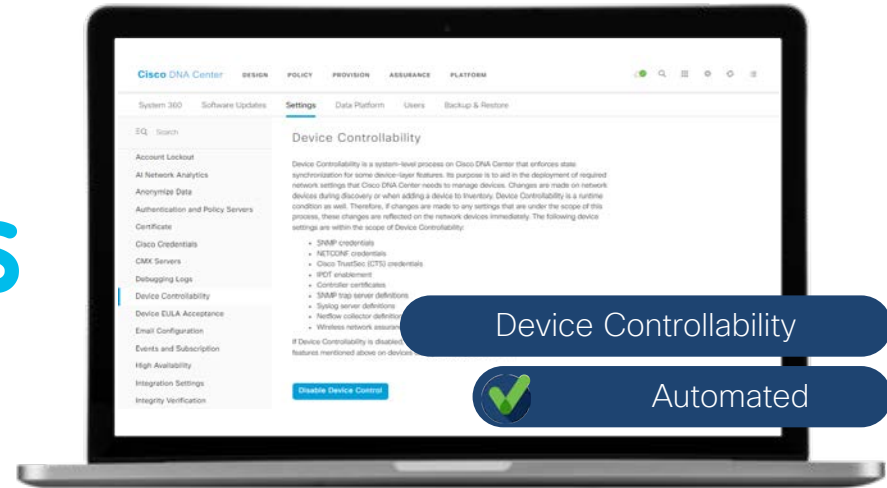 Cisco DNA Center DESIGN POLICY PROVISION ASSURANCE PLATFORM
System 360 Software Updates Settings Data Platform Users Backup & Restore
EQ Search
Account Lockout
AI Network Analytics
Anonymize Data
Authentication and Policy Servers
Certificate
Cisco Credentials
CMX Servers
Debugging Logs
Device Controllability
Device EULA Acceptance
Email Configuration
Events and Subscription
High Availability
Integration Settings
Integrity Verification
Device Controllability
Device Controllability is a system-level process on Cisco DNA Center that enforces state
synchronization for some device-layer features. Its purpose is to aid in the deployment of required
network settings that Cisco DNA Center needs to manage devices. Changes are made on network
devices during discovery or when adding a device to Inventory. Device Controllability is a runtime
condition as well. Therefore, if changes are made to any settings that are under the scope of this
process, these changes are reflected on the network devices immediately. The following device
settings are within the scope of Device Controllability:
• SNMP credentials
• NETCONF credentials
• Cisco TrustSec (CTS) credentials
• IPDT enablement
• Controller certificates
• SNMP trap server definitions
• Syslog server definitions
• Netflow collector
• Wireless network
If Device Controllability is disabled
features mentioned above on devices
Disable Device Control
Device Controllability
Automated
s